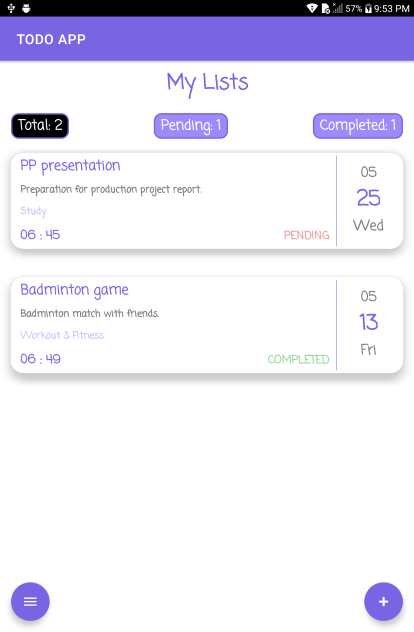 57% 9:53 PM
TODO APP
My Lists
Total: 2 Pending: 1 Completed: 1
PP presentation
Preparation for production project report.
Study
06 : 45 PENDING
05
25
Wed
Badminton game
Badminton match with friends.
Workout & Fitness
06 : 49 COMPLETED
05
13
Fri